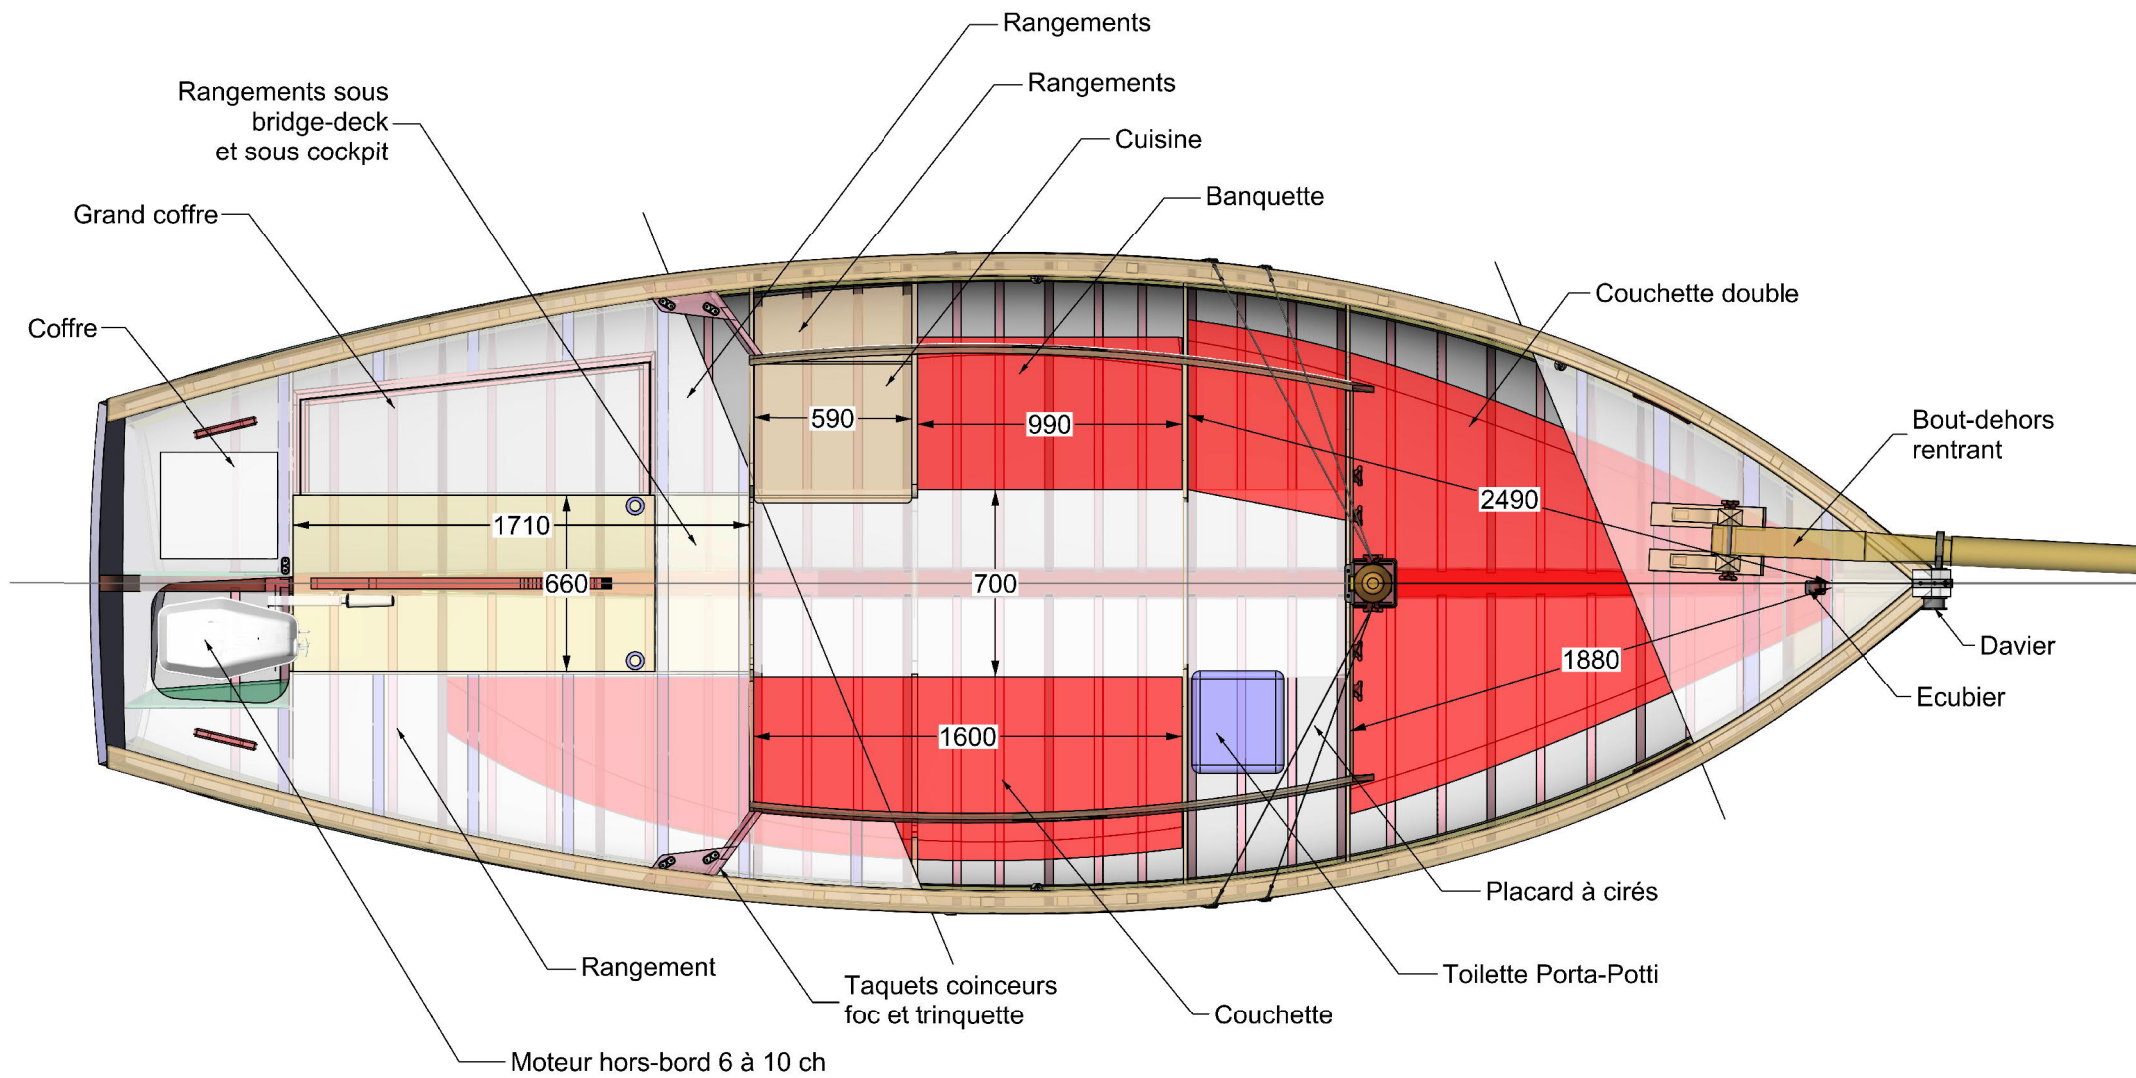 Rangements
Rangements
Rangements sous
bridge-deck
et sous cockpit
Cuisine
Banquette
Grand coffre
Couchette double
Coffre
590
990
Bout-dehors
rentrant
2490
1710
660
700
Davier
1880
Ecubier
1600
Placard à cirés
Rangement
Toilette Porta-Potti
Taquets coinceurs
foc et trinquette
Couchette
Moteur hors-bord 6 à 10 ch